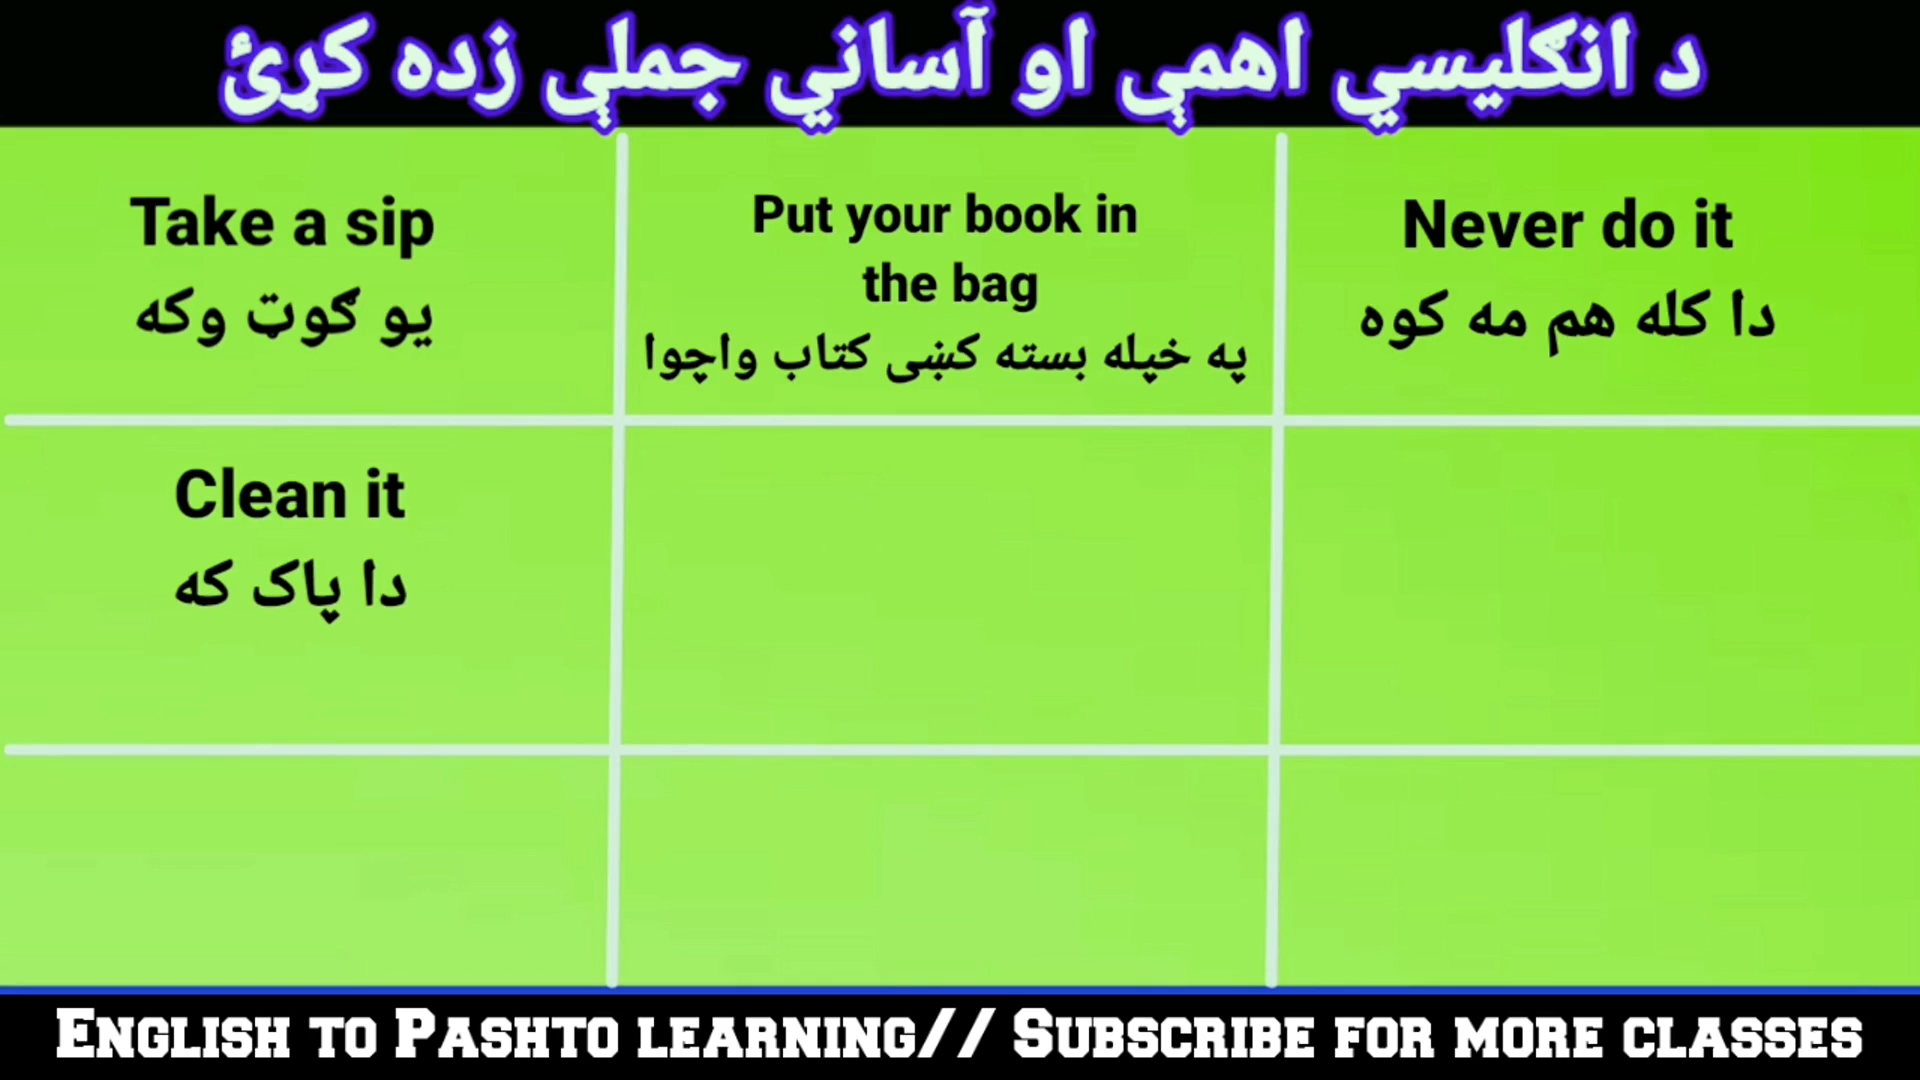 د انګلیسي اهمې او آساني جملې زده کړئ
Take a sip
یو ګوټ وکه
Put your book in
the bag
په خپله بسته کښی کتاب واچوا
Never do it
دا کله هم مه کوه
Clean it
دا پاک که
English to Pashto learning// Subscribe for more classes